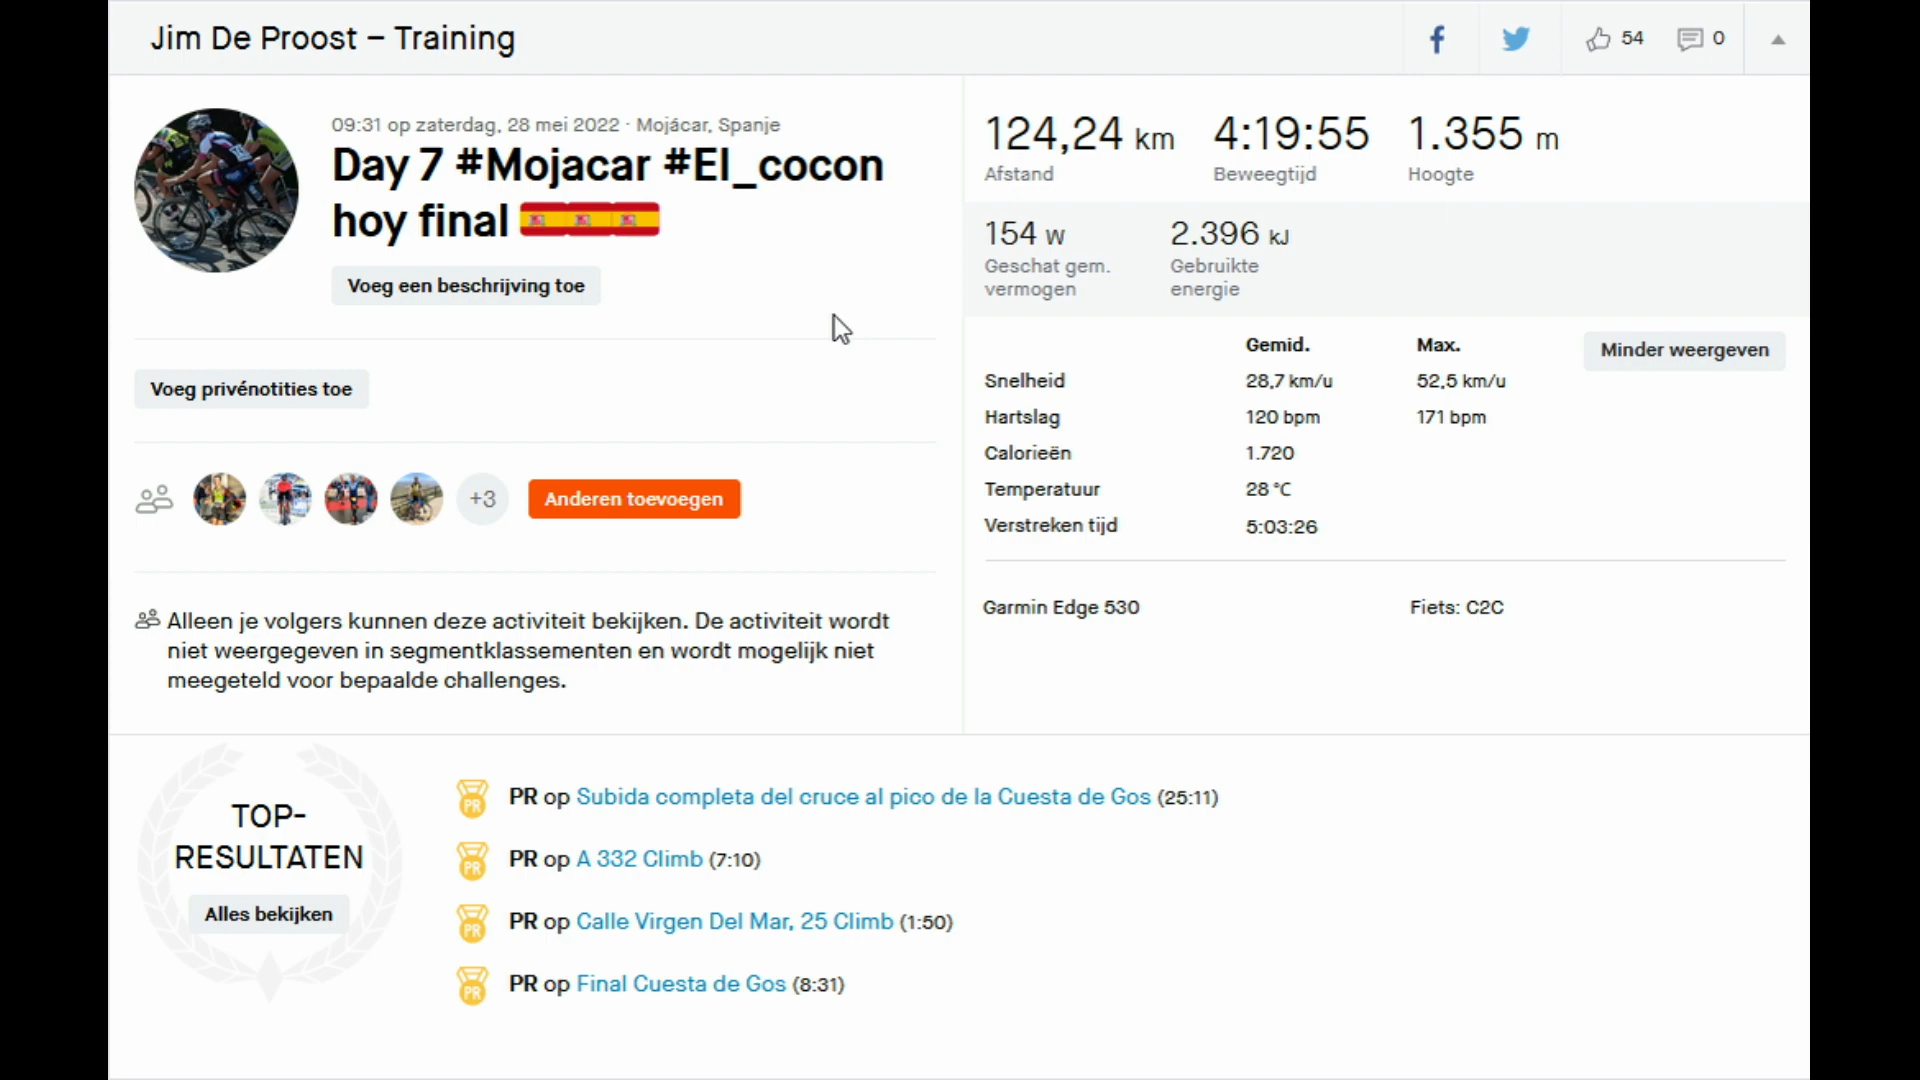 Jim De Proost – Training
54
0
09:31 op zaterdag, 28 mei 2022 · Mojácar, Spanje
Day 7 #Mojacar #El_cocon
hoy final
Voeg een beschrijving toe
Voeg privénotities toe
+3
Anderen toevoegen
Alleen je volgers kunnen deze activiteit bekijken. De activiteit wordt
niet weergegeven in segmentklassementen en wordt mogelijk niet
meegeteld voor bepaalde challenges.
124,24 km 4:19:55 1.355 m
Afstand Beweegtijd Hoogte
154 W 2.396 kJ
Geschat gem. Gebruikte
vermogen energie
Gemid. Max. Minder weergeven
Snelheid 28,7 km/u 52,5 km/u
Hartslag 120 bpm 171 bpm
Calorieën 1.720
Temperatuur 28 °C
Verstreken tijd 5:03:26
Garmin Edge 530 Fiets: C2C
TOP-
RESULTATEN
Alles bekijken
PR PR op Subida completa del cruce al pico de la Cuesta de Gos (25:11)
PR PR op A 332 Climb (7:10)
PR PR op Calle Virgen Del Mar, 25 Climb (1:50)
PR PR op Final Cuesta de Gos (8:31)